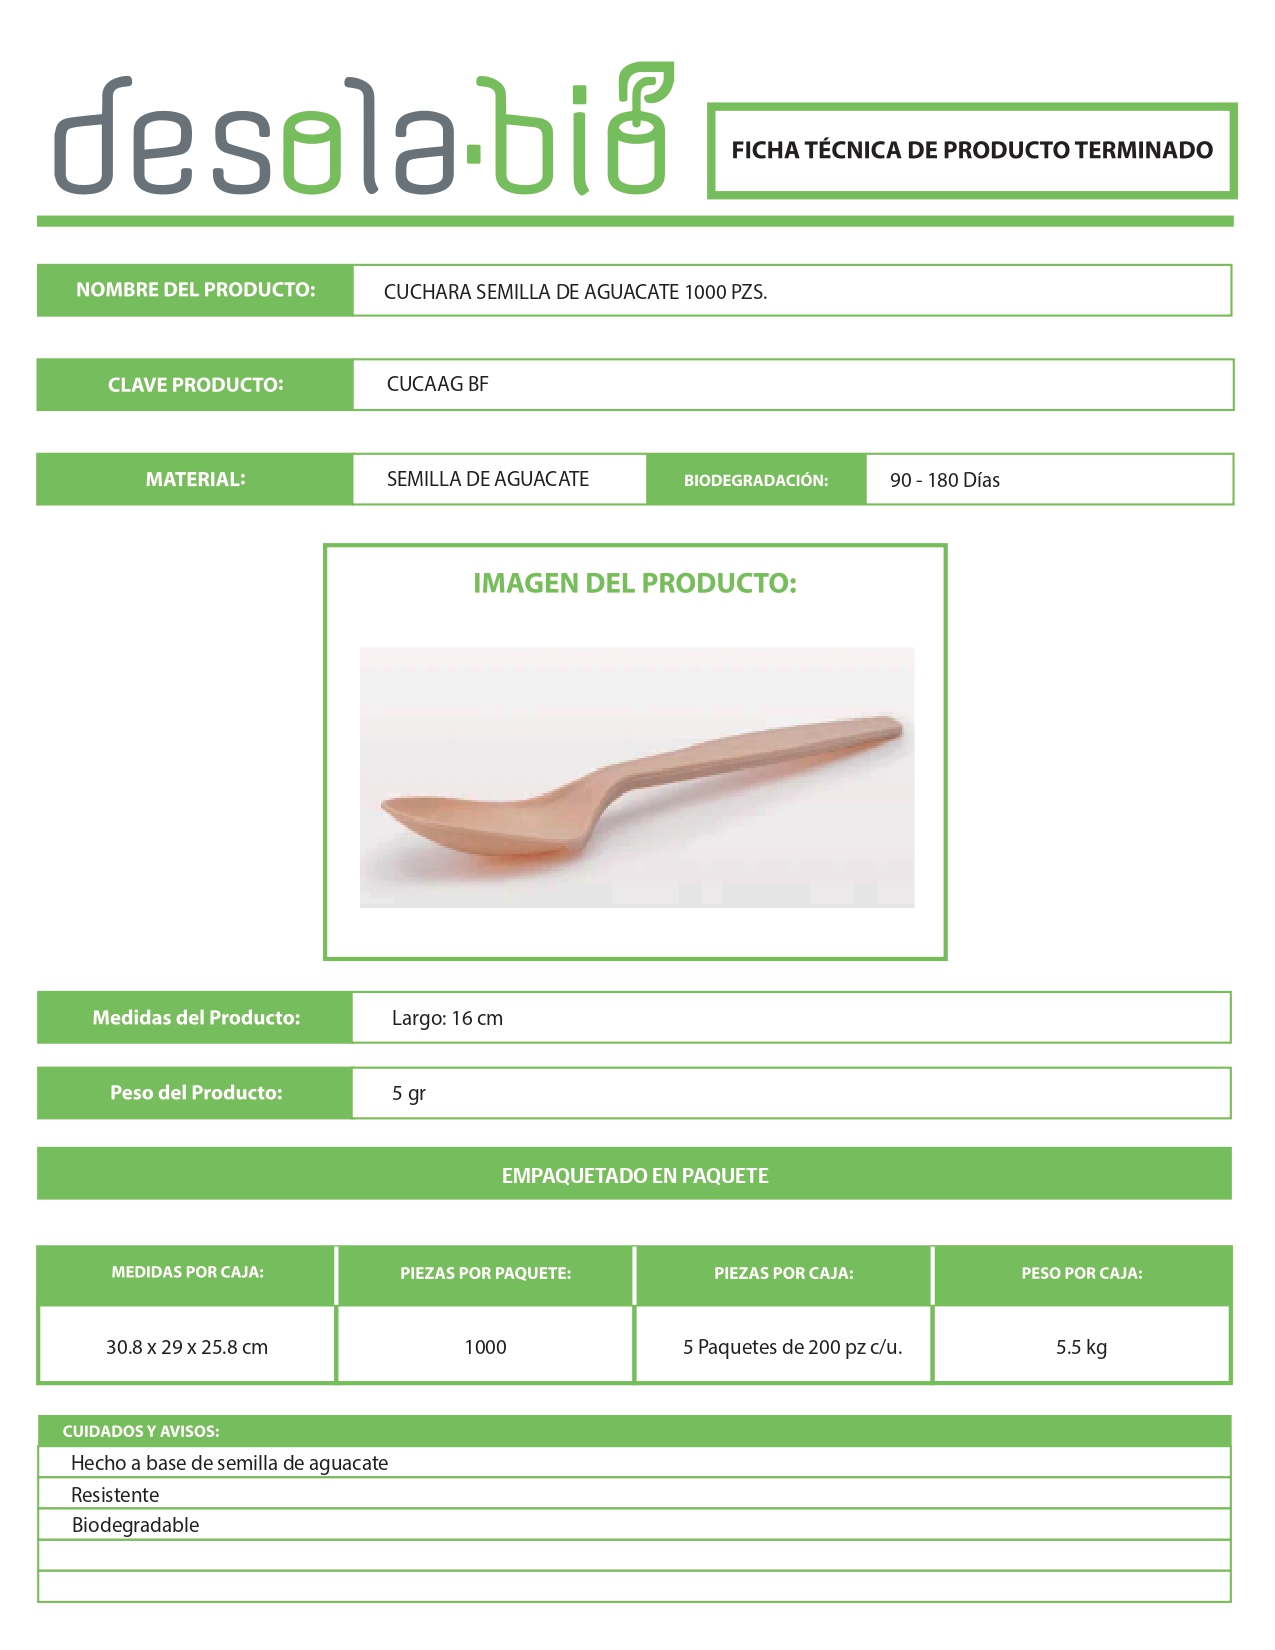 desola·bio
FICHA TÉCNICA DE PRODUCTO TERMINADO
NOMBRE DEL PRODUCTO:
CUCHARA SEMILLA DE AGUACATE 1000 PZS.
CLAVE PRODUCTO:
CUCAAG BF
MATERIAL:
SEMILLA DE AGUACATE
BIODEGRADACIÓN:
90 - 180 Días
IMAGEN DEL PRODUCTO:
Medidas del Producto:
Largo: 16 cm
Peso del Producto:
5 gr
EMPAQUETADO EN PAQUETE
MEDIDAS POR CAJA:
PIEZAS POR PAQUETE:
PIEZAS POR CAJA:
PESO POR CAJA:
30.8 x 29 x 25.8 cm
1000
5 Paquetes de 200 pz c/u.
5.5 kg
CUIDADOS Y AVISOS:
Hecho a base de semilla de aguacate
Resistente
Biodegradable